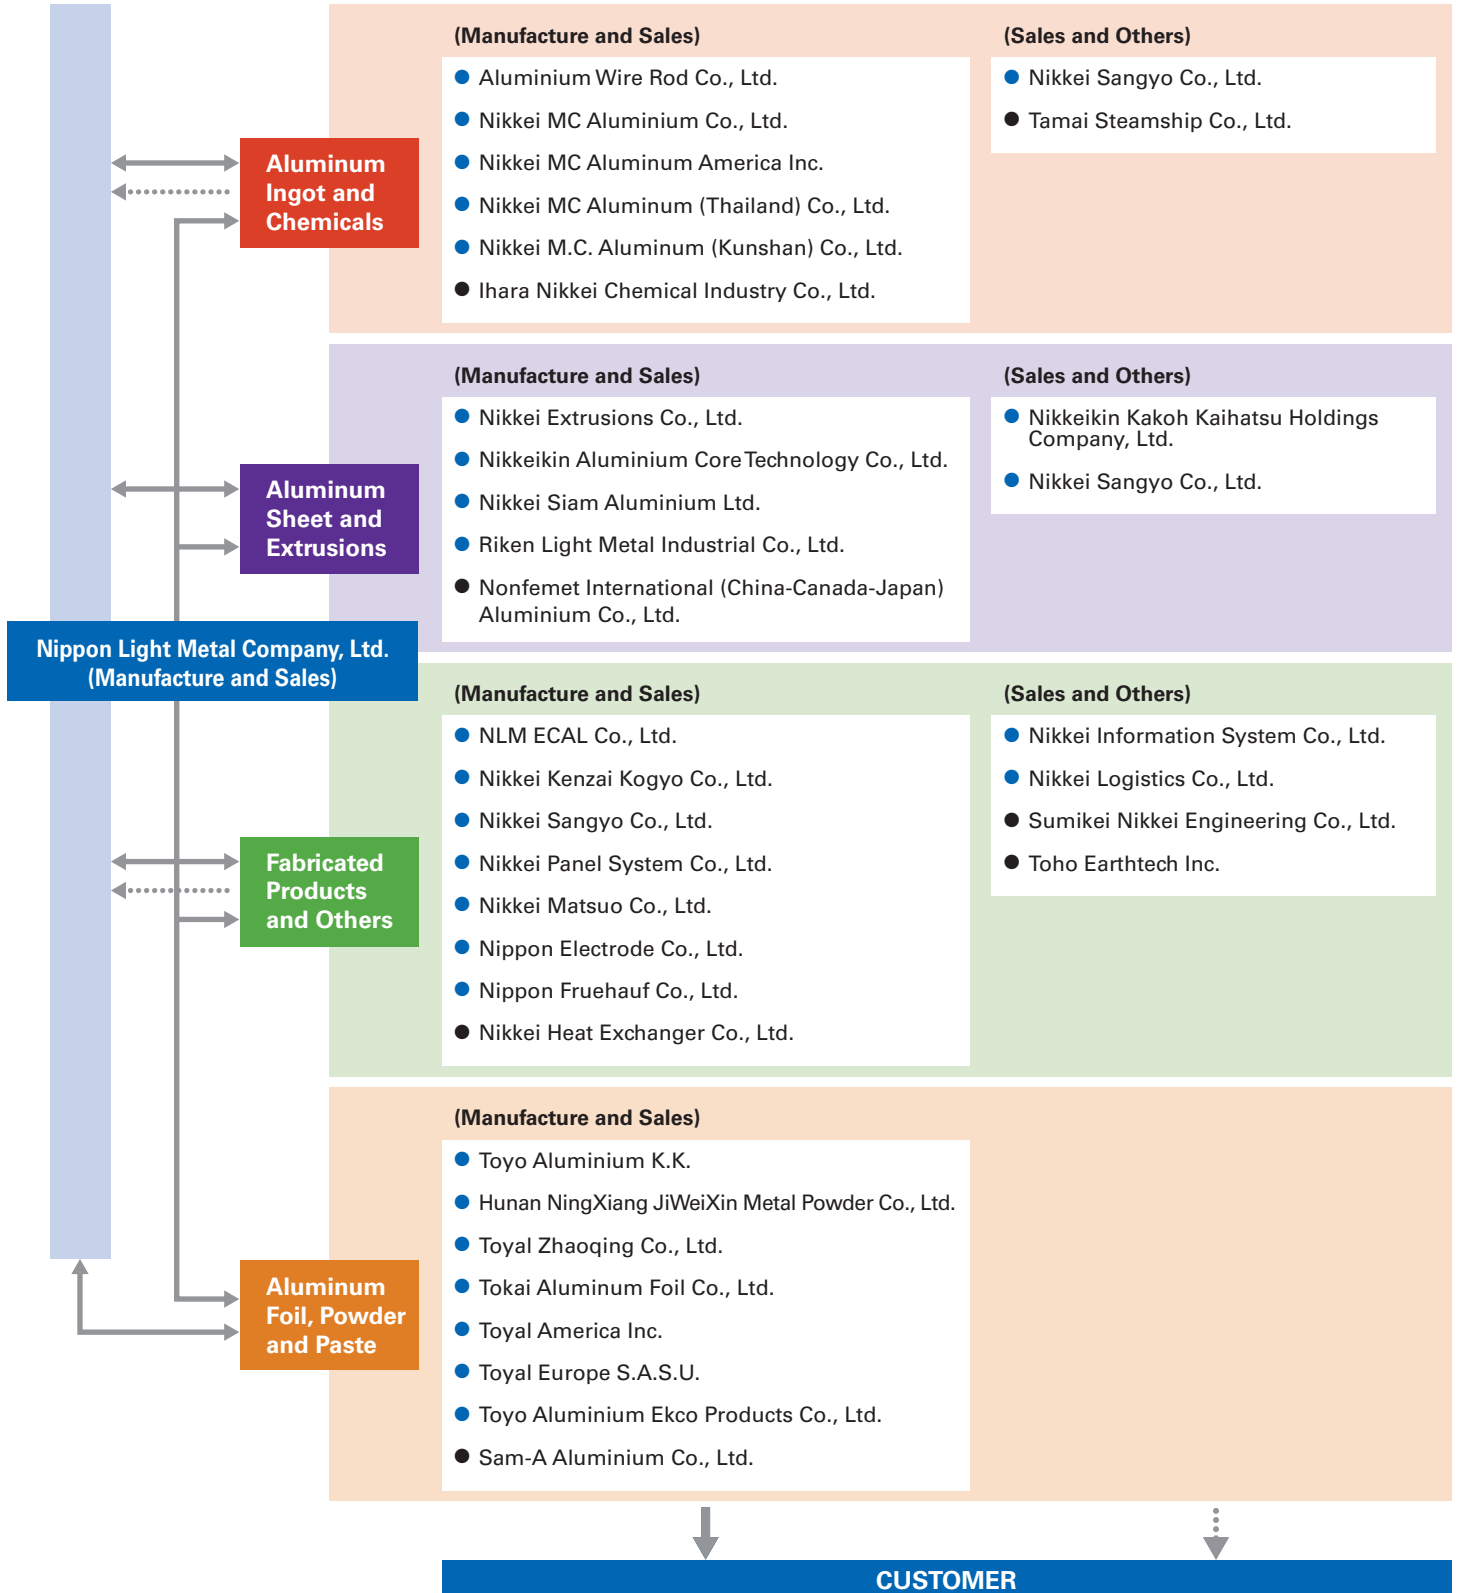 (Manufacture and Sales)
Aluminium Wire Rod Co., Ltd.
Nikkei MC Aluminium Co., Ltd.
Nikkei MC Aluminum America Inc.
Nikkei MC Aluminum (Thailand) Co., Ltd.
Nikkei M.C. Aluminum (Kunshan) Co., Ltd.
Ihara Nikkei Chemical Industry Co., Ltd.
(Sales and Others)
Nikkei Sangyo Co., Ltd.
Tamai Steamship Co., Ltd.
Aluminum
Ingot and
Chemicals
(Manufacture and Sales)
Nikkei Extrusions Co., Ltd.
Nikkeikin Aluminium Core Technology Co., Ltd.
Nikkei Siam Aluminium Ltd.
Riken Light Metal Industrial Co., Ltd.
Nonfemet International (China-Canada-Japan)
Aluminium Co., Ltd.
(Sales and Others)
Nikkeikin Kakoh Kaihatsu Holdings
Company, Ltd.
Nikkei Sangyo Co., Ltd.
Aluminum
Sheet and
Extrusions
Nippon Light Metal Company, Ltd.
(Manufacture and Sales)
(Manufacture and Sales)
NLM ECAL Co., Ltd.
Nikkei Kenzai Kogyo Co., Ltd.
Nikkei Sangyo Co., Ltd.
Nikkei Panel System Co., Ltd.
Nikkei Matsuo Co., Ltd.
Nippon Electrode Co., Ltd.
Nippon Fruehauf Co., Ltd.
Nikkei Heat Exchanger Co., Ltd.
(Sales and Others)
Nikkei Information System Co., Ltd.
Nikkei Logistics Co., Ltd.
Sumikei Nikkei Engineering Co., Ltd.
Toho Earthtech Inc.
Fabricated
Products
and Others
(Manufacture and Sales)
Toyo Aluminium K.K.
Hunan NingXiang JiWeiXin Metal Powder Co., Ltd.
Toyal Zhaoqing Co., Ltd.
Tokai Aluminum Foil Co., Ltd.
Toyal America Inc.
Toyal Europe S.A.S.U.
Toyo Aluminium Ekco Products Co., Ltd.
Sam-A Aluminium Co., Ltd.
Aluminum
Foil, Powder
and Paste
CUSTOMER